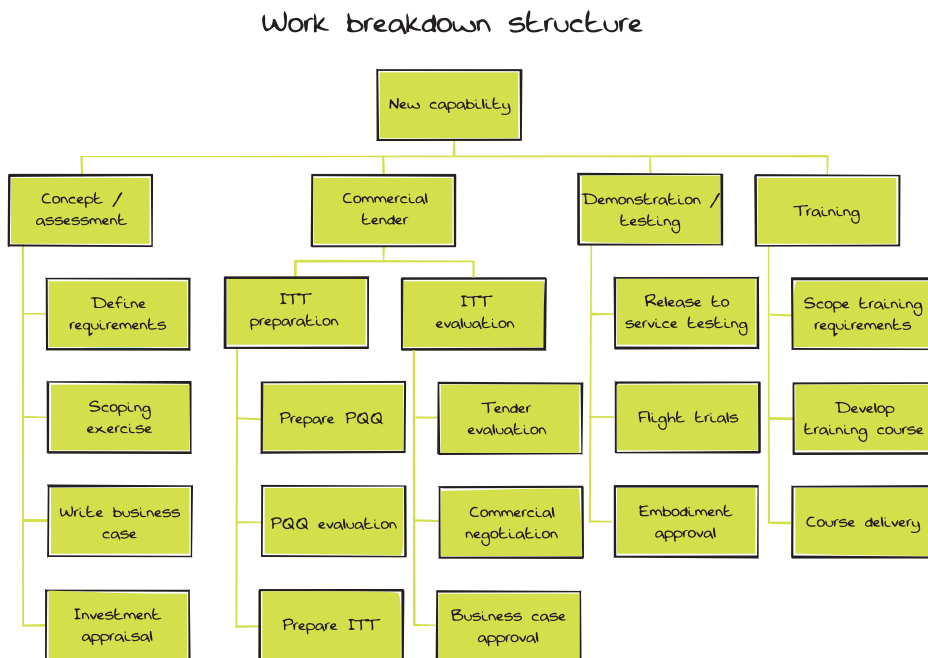 Work breakdown structure
New capability
Concept /
assessment
Commercial
tender
Demonstration /
testing
Training
Define
requirements
ITT
preparation
ITT
evaluation
Release to
service testing
Scope training
requirements
Scoping
exercise
Prepare PQQ
Tender
evaluation
Flight trials
Develop
training course
Write business
case
PQQ evaluation
Commercial
negotiation
Embodiment
approval
Course delivery
Investment
appraisal
Prepare ITT
Business case
approval